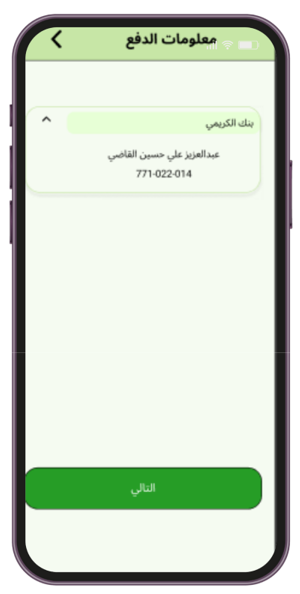 معلومات الدفع
بنك الكريمي
عبدالعزيز علي حسين القاضي
771-022-014
التالي